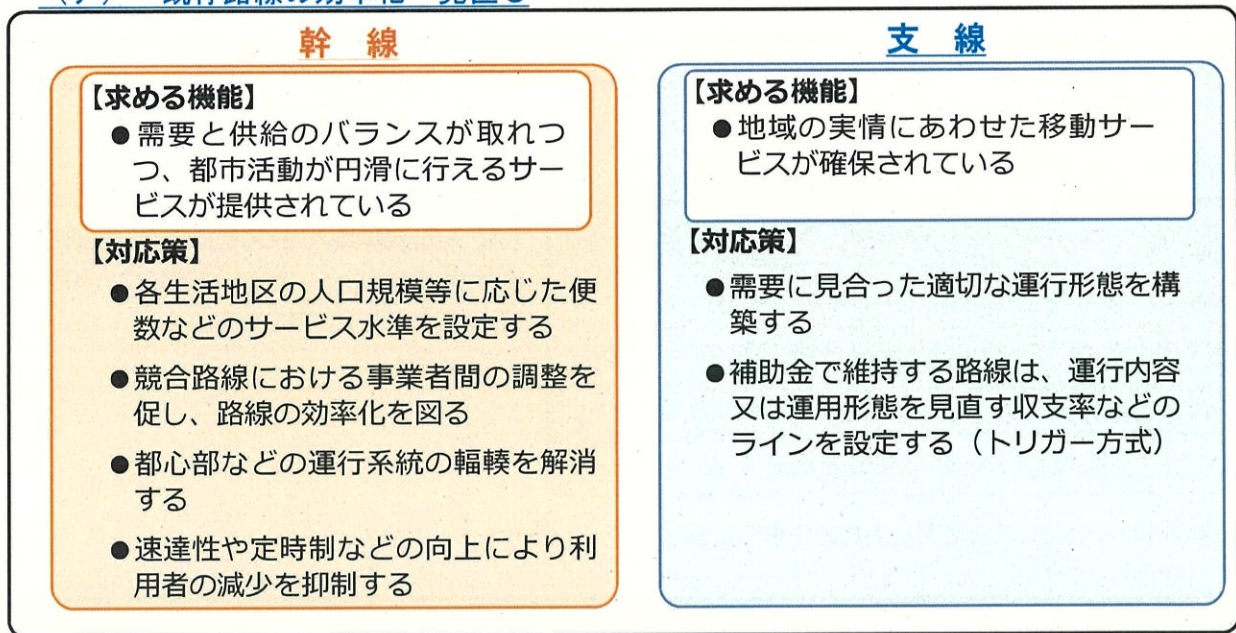 既存路線の効率化・見直し
幹 線
【求める機能】
●需要と供給のバランスが取れつ
つ、都市活動が円滑に行えるサー
ビスが提供されている
【対応策】
●各生活地区の人口規模等に応じた便
数などのサービス水準を設定する
●競合路線における事業者間の調整を
促し、路線の効率化を図る
●都心部などの運行系統の輻輳を解消
する
●速達性や定時制などの向上により利
用者の減少を抑制する
支 線
【求める機能】
●地域の実情にあわせた移動サー
ビスが確保されている
【対応策】
●需要に見合った適切な運行形態を構
築する
●補助金で維持する路線は、運行内容
又は運用形態を見直す収支率などの
ラインを設定する(トリガー方式)